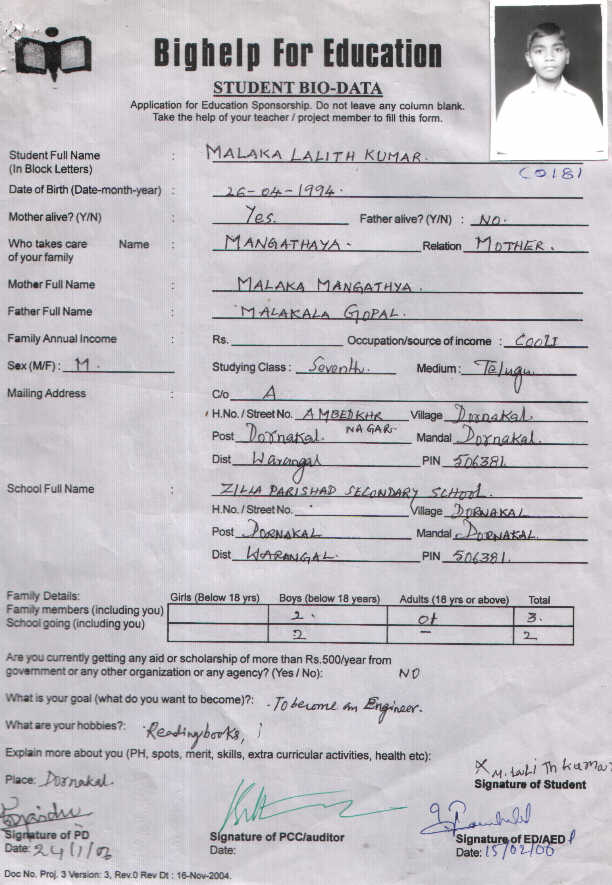 Bighelp For Education
STUDENT BIO-DATA
Application for Education Sponsorship. Do not leave any column blank.
Take the help of your teacher / project member to fill this form.
C0181
Student Full Name : MALAKA LALITH KUMAR.
(In Block Letters)
Date of Birth (Date-month-year) : 26-04-1994.
Mother alive? (Y/N) : Yes. Father alive? (Y/N) : NO.
Who takes care Name : MANGATHAYA. Relation MOTHER.
of your family
Mother Full Name : MALAKA MANGATHYA.
Father Full Name : MALAKALA GOPAL.
Family Annual Income : Rs. Occupation/source of income : COOLI
Sex (M/F) : M. Studying Class : Seventh. Medium : Telugu.
Mailing Address : C/o A
H.No. / Street No. AMBEDKAR Village Dornakal.
NAGAR.
Post Dornakal. Mandal Dornakal.
Dist Warangal PIN 506381.
School Full Name : ZILLA PARISHAD SECONDARY SCHOOL.
H.No. / Street No. Village DORNAKAL
Post DORNAKAL Mandal DORNAKAL.
Dist WARANGAL. PIN 506381.
Family Details: Girls (Below 18 yrs) Boys (below 18 years) Adults (18 yrs or above) Total
Family members (including you) 2. 01 3.
School going (including you) 2 - 2
Are you currently getting any aid or scholarship of more than Rs.500/year from
government or any other organization or any agency? (Yes / No): NO
What is your goal (what do you want to become)?: To become an Engineer.
What are your hobbies?: Reading books,
Explain more about you (PH, spots, merit, skills, extra curricular activities, health etc):
X M. Lalith kumar
Place: Dornakal. Signature of Student
Signature of PD Signature of PCC/auditor Signature of ED/AED
Date: 24/1/06 Date: Date: 15/02/06
Doc No. Proj. 3 Version: 3, Rev.0 Rev Dt : 16-Nov-2004.